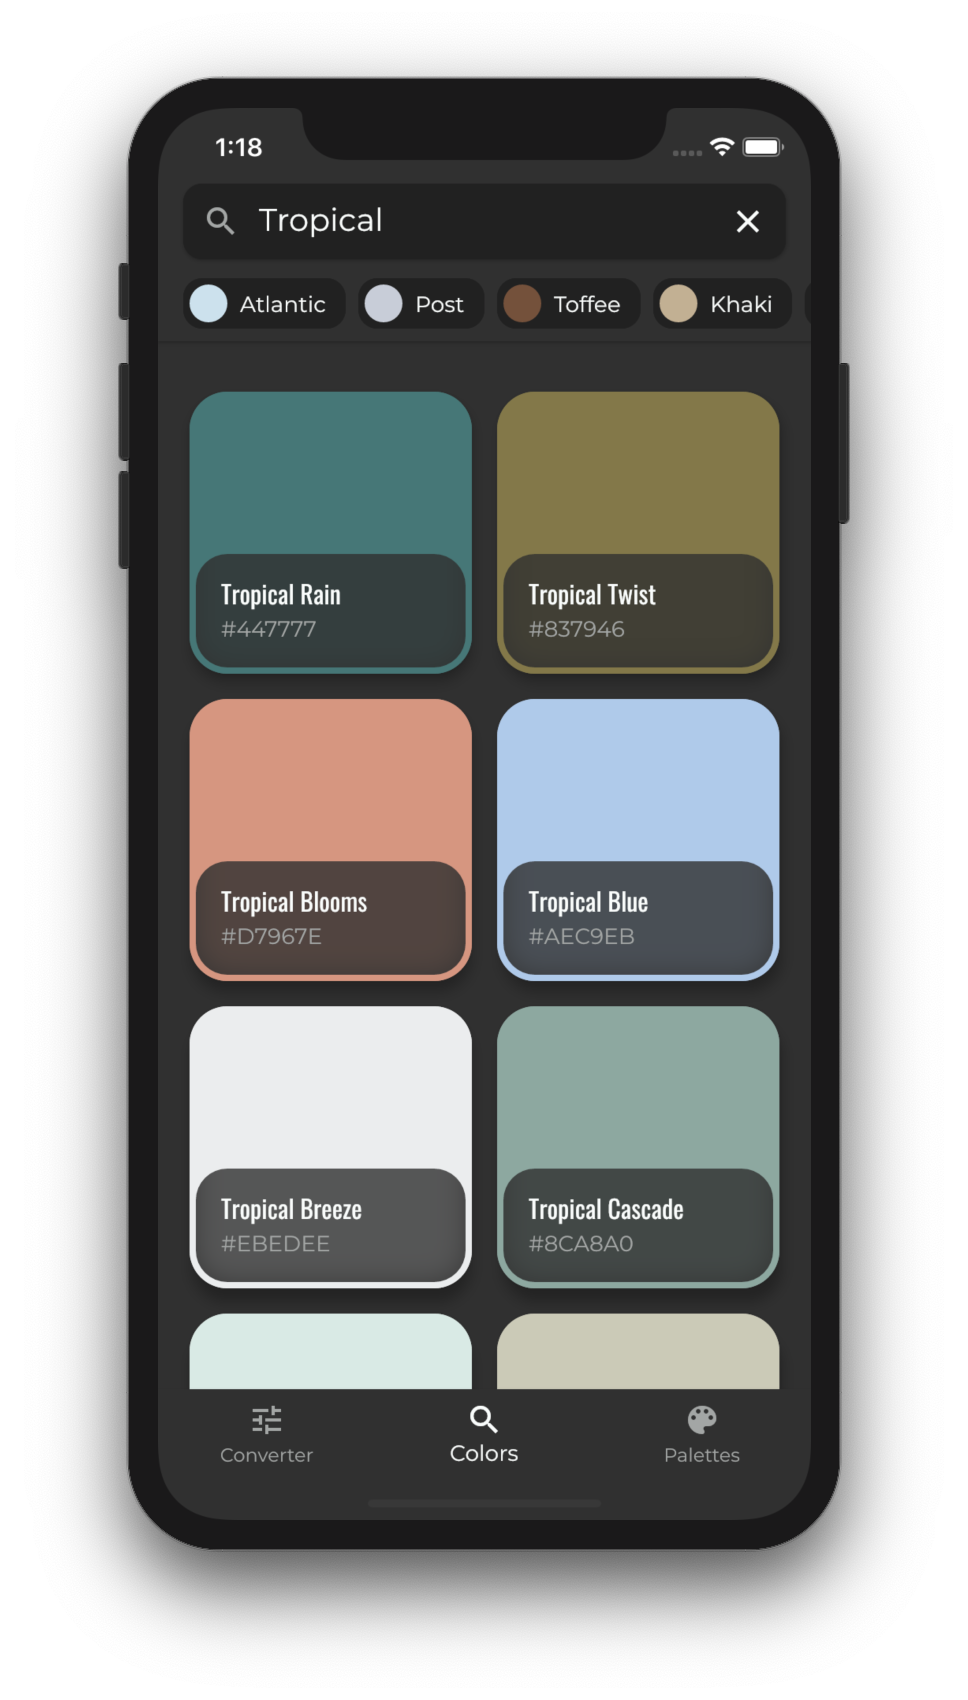 1:18
Tropical
Atlantic Post Toffee Khaki
Tropical Rain
#447777
Tropical Twist
#837946
Tropical Blooms
#D7967E
Tropical Blue
#AEC9EB
Tropical Breeze
#EBEDEE
Tropical Cascade
#8CA8A0
Converter Colors Palettes